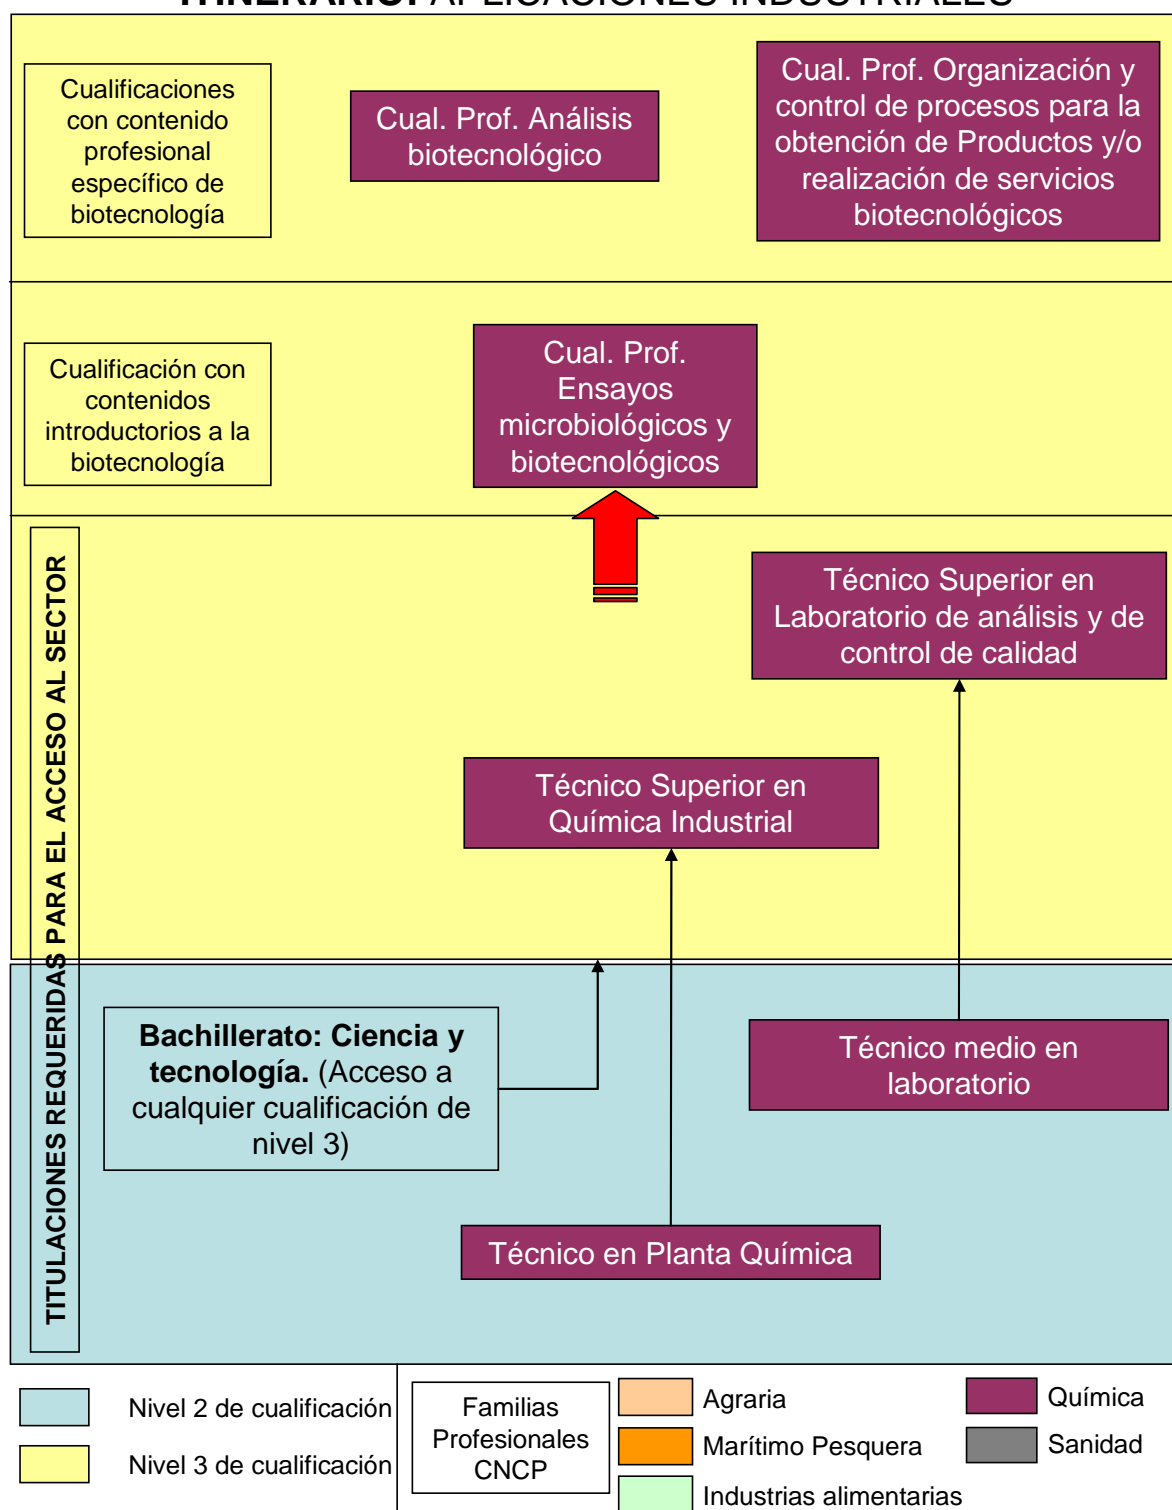 ITINERARIO: APLICACIONES INDUSTRIALES
Cualificaciones
con contenido
profesional
específico de
biotecnología
Cual. Prof. Análisis
biotecnológico
Cual. Prof. Organización y
control de procesos para la
obtención de Productos y/o
realización de servicios
biotecnológicos
Cualificación con
contenidos
introductorios a la
biotecnología
Cual. Prof.
Ensayos
microbiológicos y
biotecnológicos
TITULACIONES REQUERIDAS PARA EL ACCESO AL SECTOR
Técnico Superior en
Laboratorio de análisis y de
control de calidad
Técnico Superior en
Química Industrial
Bachillerato: Ciencia y
tecnología. (Acceso a
cualquier cualificación de
nivel 3)
Técnico medio en
laboratorio
Técnico en Planta Química
Nivel 2 de cualificación
Nivel 3 de cualificación
Familias
Profesionales
CNCP
Agraria
Marítimo Pesquera
Industrias alimentarias
Química
Sanidad